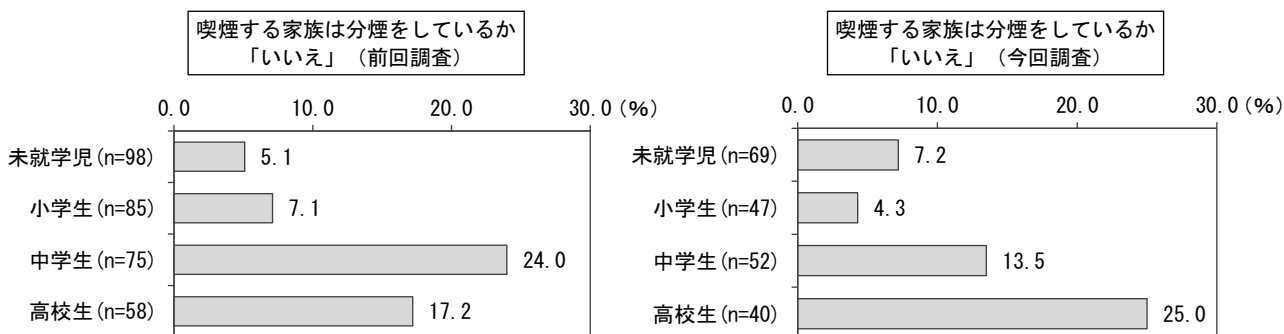 喫煙する家族は分煙をしているか
「いいえ」（前回調査）
0.0 10.0 20.0 30.0(%)
未就学児(n=98) 5.1
小学生(n=85) 7.1
中学生(n=75) 24.0
高校生(n=58) 17.2
喫煙する家族は分煙をしているか
「いいえ」（今回調査）
0.0 10.0 20.0 30.0(%)
未就学児(n=69) 7.2
小学生(n=47) 4.3
中学生(n=52) 13.5
高校生(n=40) 25.0